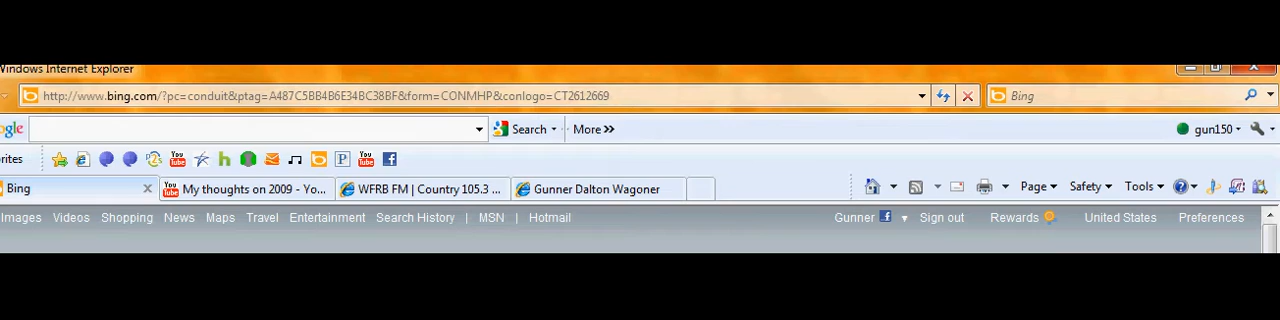 Windows Internet Explorer
http://www.bing.com/?pc=conduit&ptag=A487C5BB4B6E34BC38BF&form=CONMHP&conlogo=CT2612669 Bing
gle Search More >> gun150
rites
Bing My thoughts on 2009 - Yo... WFRB FM | Country 105.3 ... Gunner Dalton Wagoner Page Safety Tools
Images Videos Shopping News Maps Travel Entertainment Search History | MSN | Hotmail Gunner Sign out Rewards United States Preferences